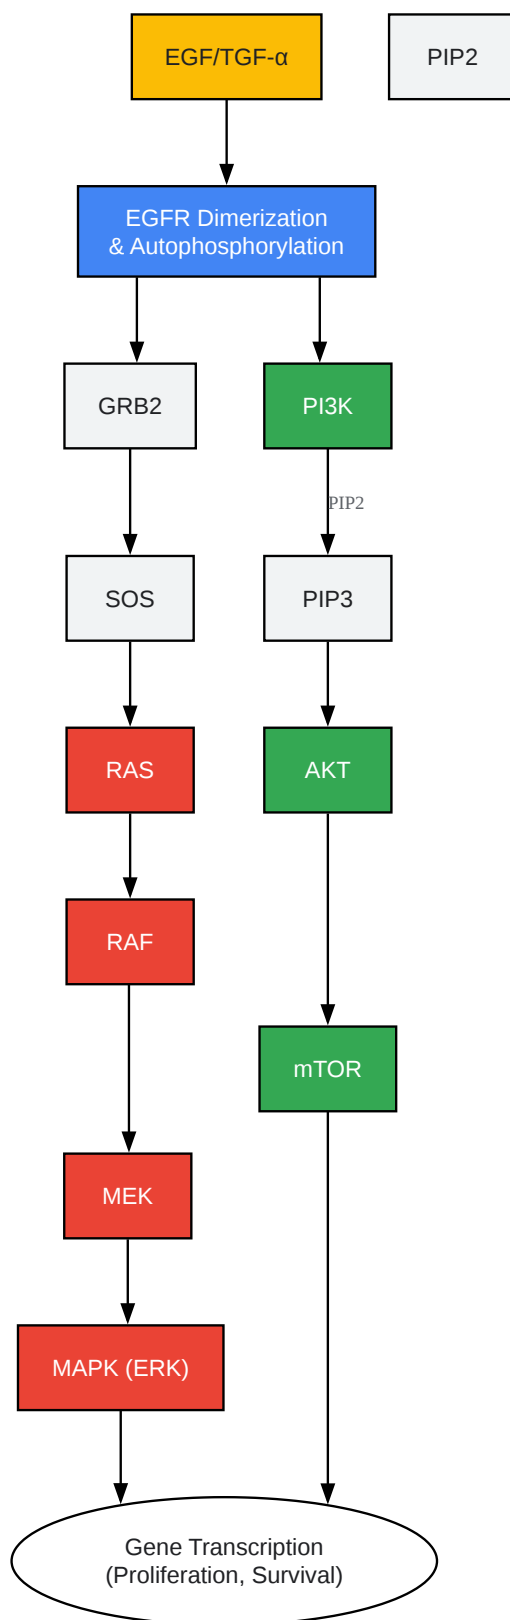 EGF/TGF-α
PIP2
EGFR Dimerization
& Autophosphorylation
GRB2
PI3K
PIP2
SOS
PIP3
RAS
AKT
RAF
mTOR
MEK
MAPK (ERK)
Gene Transcription
(Proliferation, Survival)